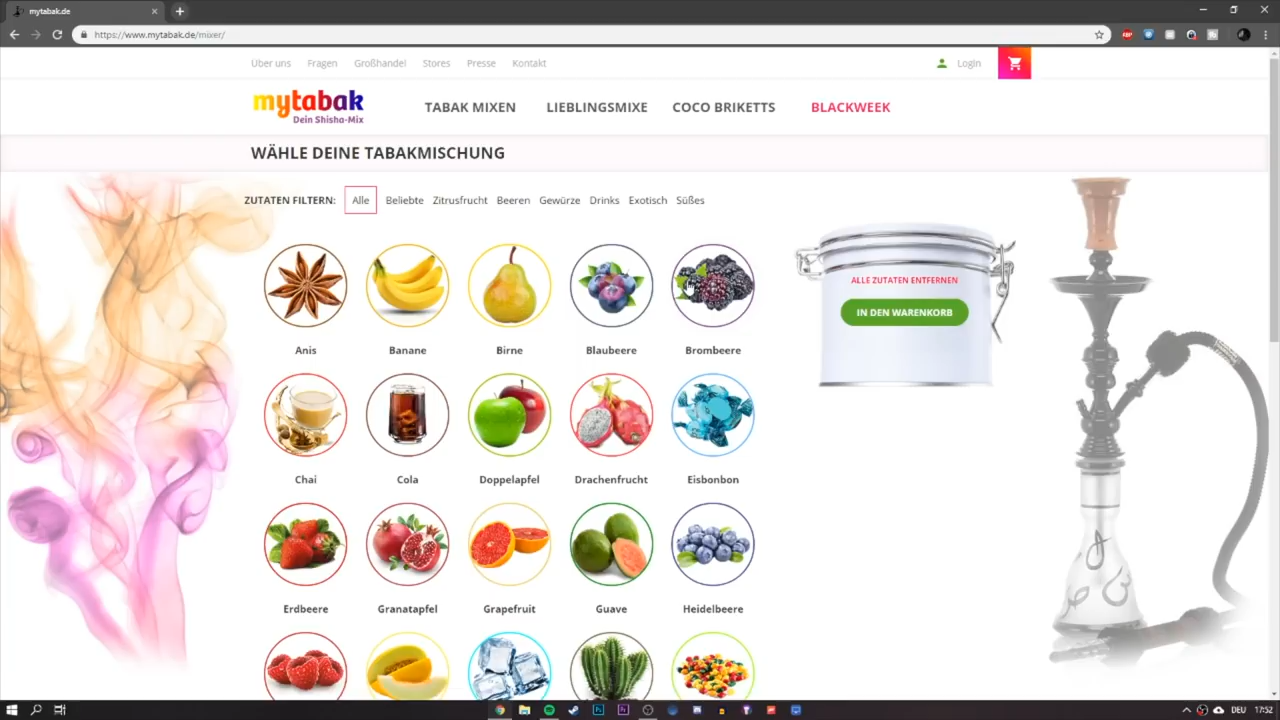 mytabak.de
https://www.mytabak.de/mixer/
Über uns Fragen Großhandel Stores Presse Kontakt Login
mytabak
Dein Shisha-Mix
TABAK MIXEN LIEBLINGSMIXE COCO BRIKETTS BLACKWEEK
WÄHLE DEINE TABAKMISCHUNG
ZUTATEN FILTERN: Alle Beliebte Zitrusfrucht Beeren Gewürze Drinks Exotisch Süßes
ALLE ZUTATEN ENTFERNEN
IN DEN WARENKORB
Anis Banane Birne Blaubeere Brombeere
Chai Cola Doppelapfel Drachenfrucht Eisbonbon
Erdbeere Granatapfel Grapefruit Guave Heidelbeere
DEU 17:52